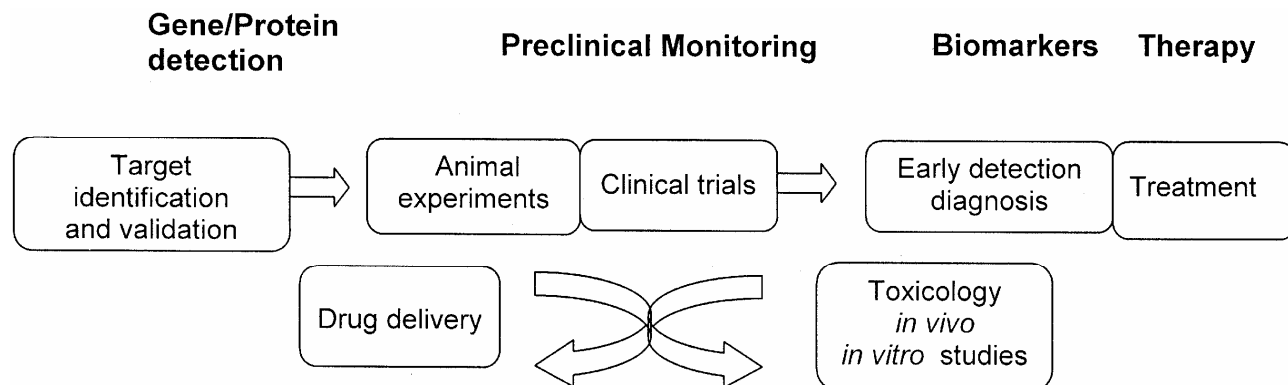 Gene/Protein
detection
Preclinical Monitoring
Biomarkers
Therapy
Target
identification
and validation
Animal
experiments
Clinical trials
Early detection
diagnosis
Treatment
Drug delivery
Toxicology
in vivo
in vitro studies